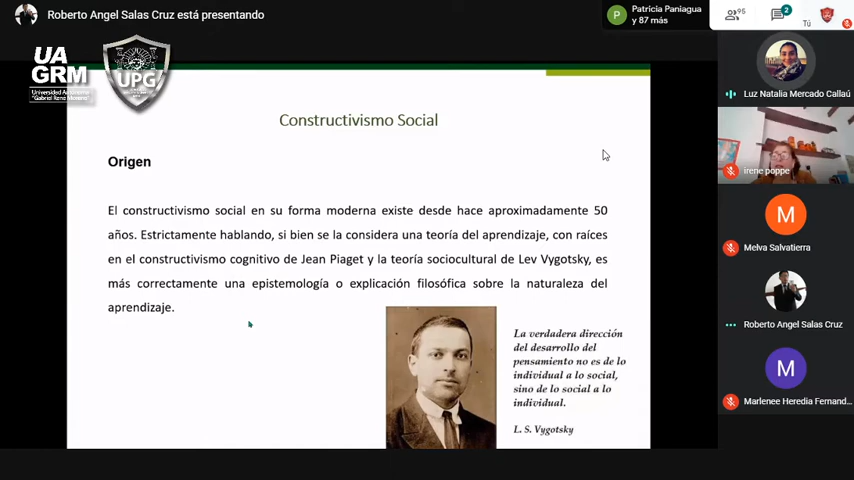 Roberto Angel Salas Cruz está presentando
Patricia Paniagua
y 87 más
95
2
Tú
UA
GRM
Universidad Autónoma
"Gabriel René Moreno"
UPG
Constructivismo Social
Origen
El constructivismo social en su forma moderna existe desde hace aproximadamente 50
años. Estrictamente hablando, si bien se la considera una teoría del aprendizaje, con raíces
en el constructivismo cognitivo de Jean Piaget y la teoría sociocultural de Lev Vygotsky, es
más correctamente una epistemología o explicación filosófica sobre la naturaleza del
aprendizaje.
La verdadera dirección
del desarrollo del
pensamiento no es de lo
individual a lo social,
sino de lo social a lo
individual.
L. S. Vygotsky
Luz Natalia Mercado Callaú
irene poppe
Melva Salvatierra
Roberto Angel Salas Cruz
Marlenee Heredia Fernand...
P
M
M